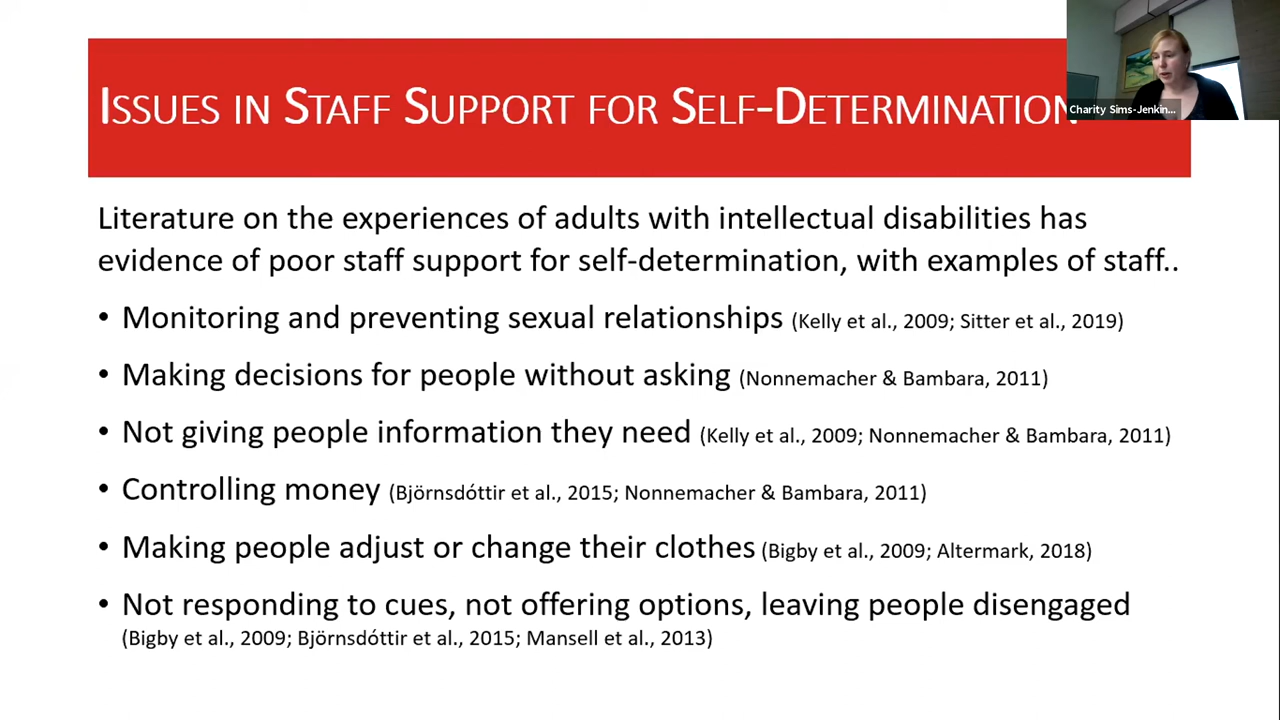 ISSUES IN STAFF SUPPORT FOR SELF-DETERMINATION
Charity Sims-Jenkin...
Literature on the experiences of adults with intellectual disabilities has
evidence of poor staff support for self-determination, with examples of staff..
• Monitoring and preventing sexual relationships (Kelly et al., 2009; Sitter et al., 2019)
• Making decisions for people without asking (Nonnemacher & Bambara, 2011)
• Not giving people information they need (Kelly et al., 2009; Nonnemacher & Bambara, 2011)
• Controlling money (Björnsdóttir et al., 2015; Nonnemacher & Bambara, 2011)
• Making people adjust or change their clothes (Bigby et al., 2009; Altermark, 2018)
• Not responding to cues, not offering options, leaving people disengaged
(Bigby et al., 2009; Björnsdóttir et al., 2015; Mansell et al., 2013)